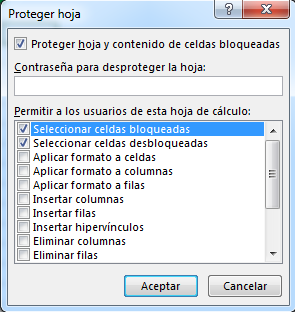 Proteger hoja
Proteger hoja y contenido de celdas bloqueadas
Contraseña para desproteger la hoja:
Permitir a los usuarios de esta hoja de cálculo:
Seleccionar celdas bloqueadas
Seleccionar celdas desbloqueadas
Aplicar formato a celdas
Aplicar formato a columnas
Aplicar formato a filas
Insertar columnas
Insertar filas
Insertar hipervínculos
Eliminar columnas
Eliminar filas
Aceptar Cancelar